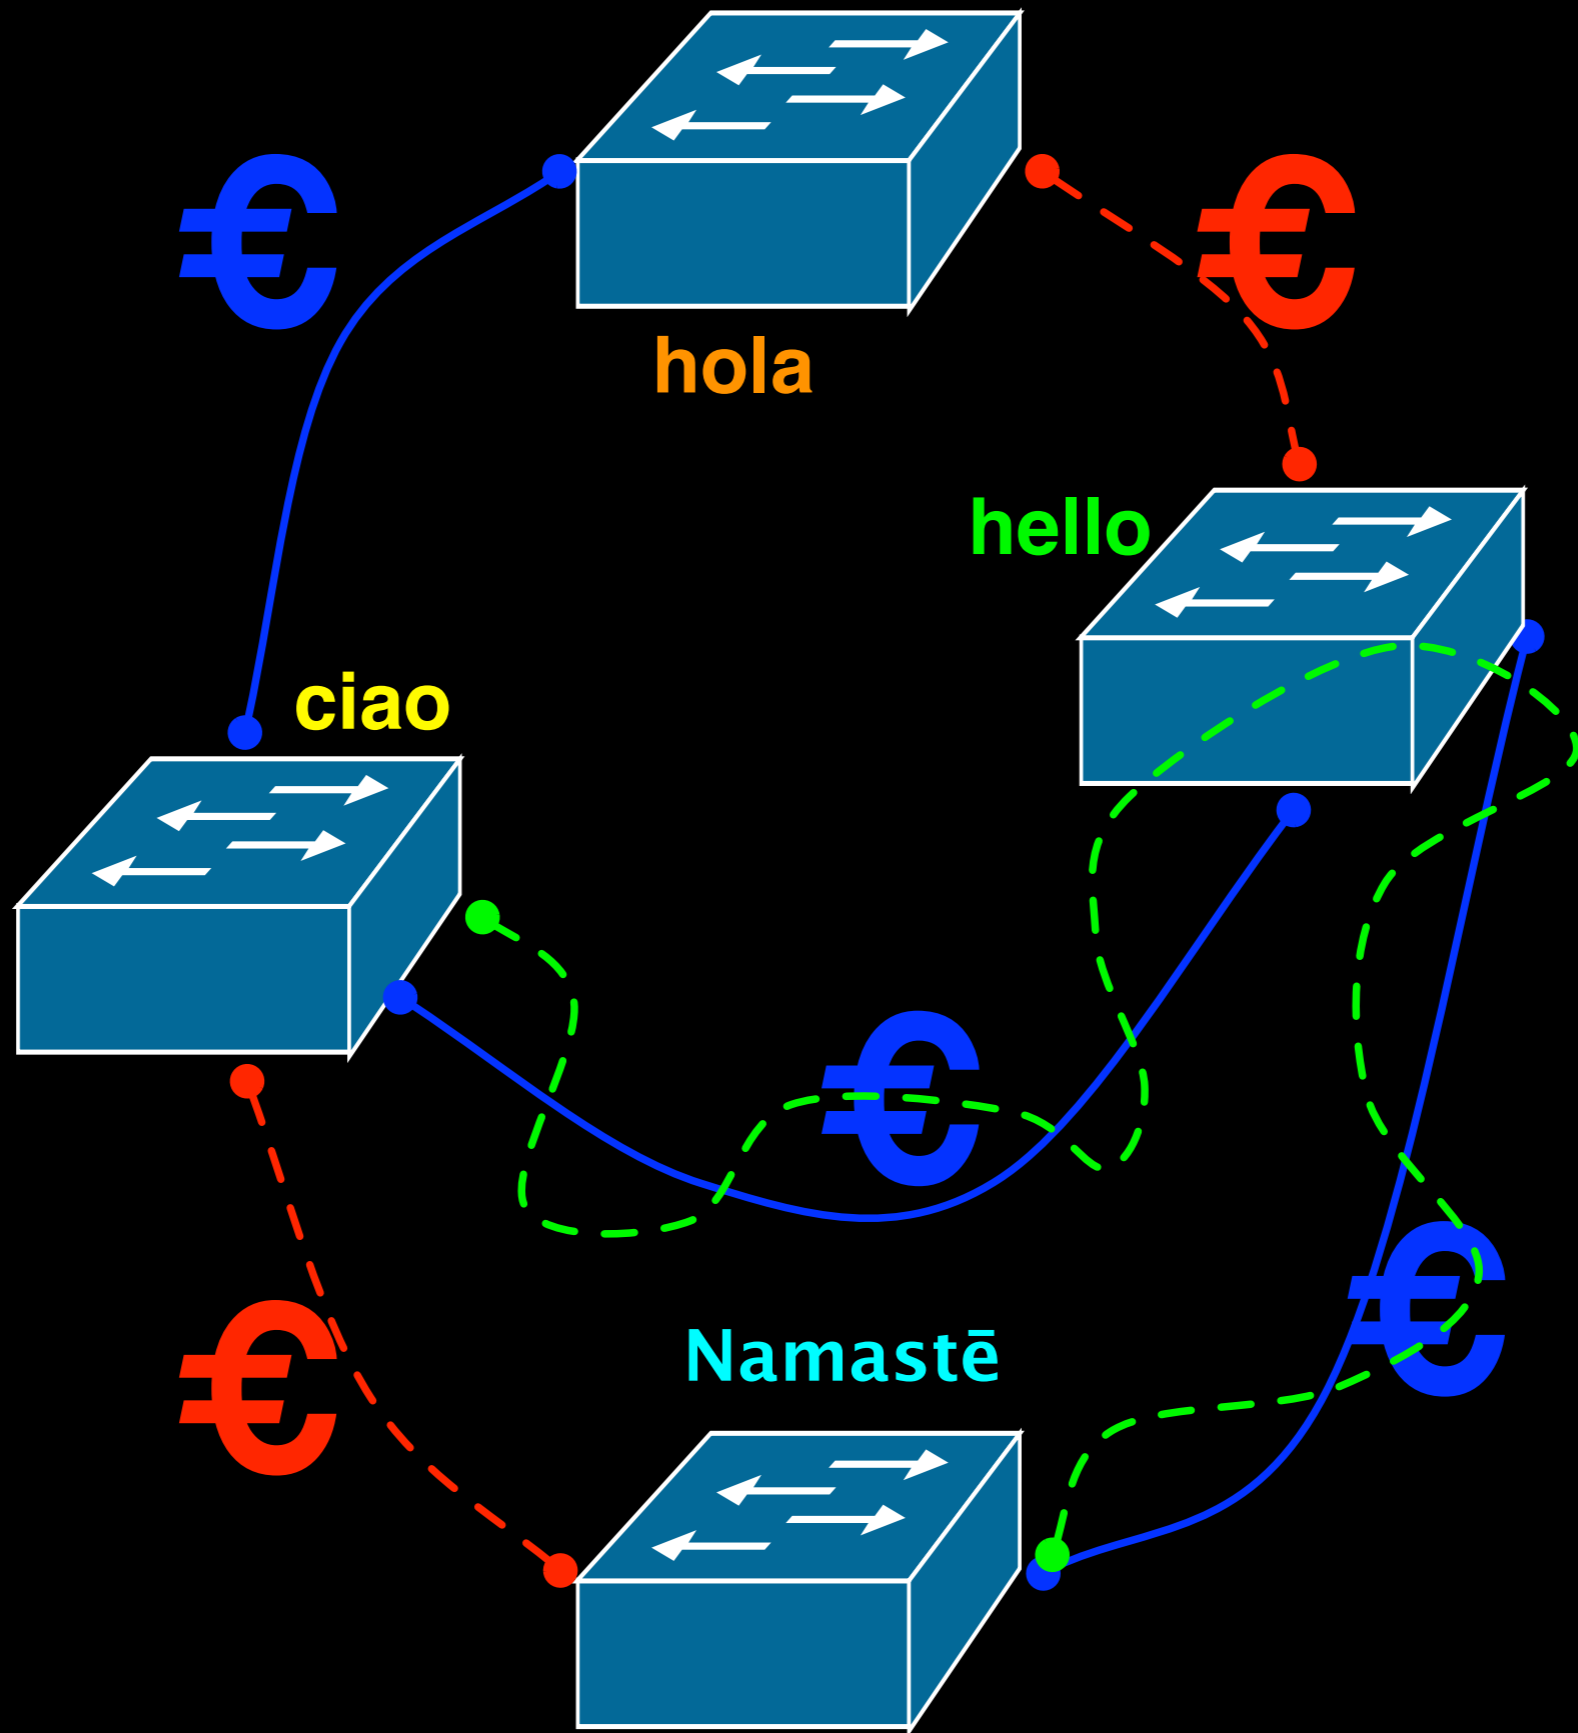 €
€
hola
hello
ciao
€
€
€
Namastē